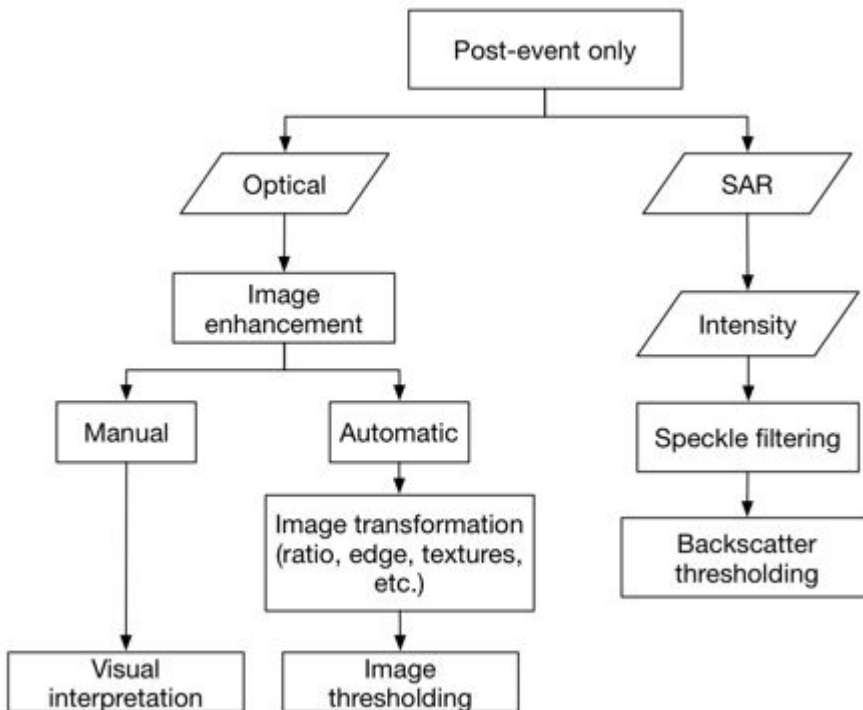 Post-event only
Optical
SAR
Image
enhancement
Intensity
Manual
Automatic
Speckle filtering
Image transformation
(ratio, edge, textures,
etc.)
Backscatter
thresholding
Visual
interpretation
Image
thresholding